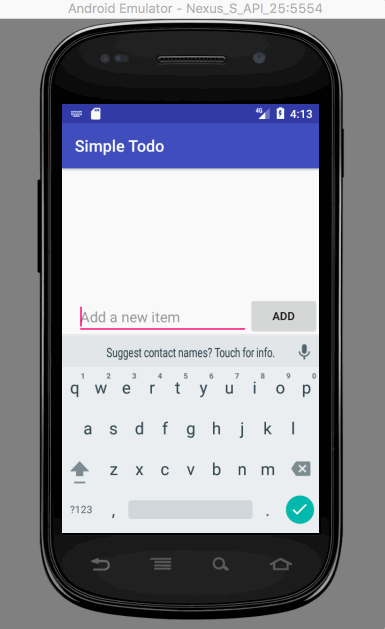 Android Emulator - Nexus_S_API_25:5554
4G 4:13
Simple Todo
Add a new item ADD
Suggest contact names? Touch for info.
1 2 3 4 5 6 7 8 9 0
q w e r t y u i o p
a s d f g h j k l
z x c v b n m
?123 , .